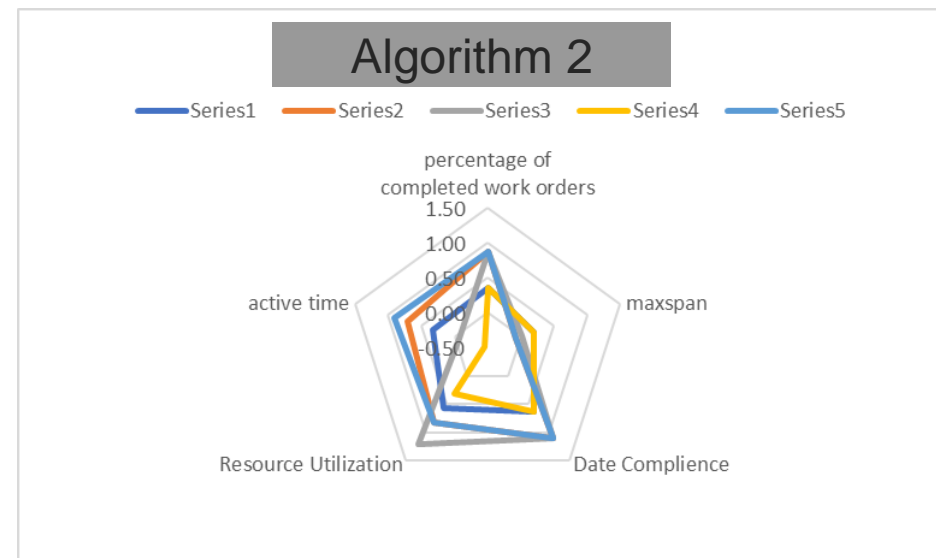 Algorithm 2
Series1 Series2 Series3 Series4 Series5
percentage of
completed work orders
1.50
1.00
0.50
0.00
-0.50
active time
maxspan
Resource Utilization
Date Complience